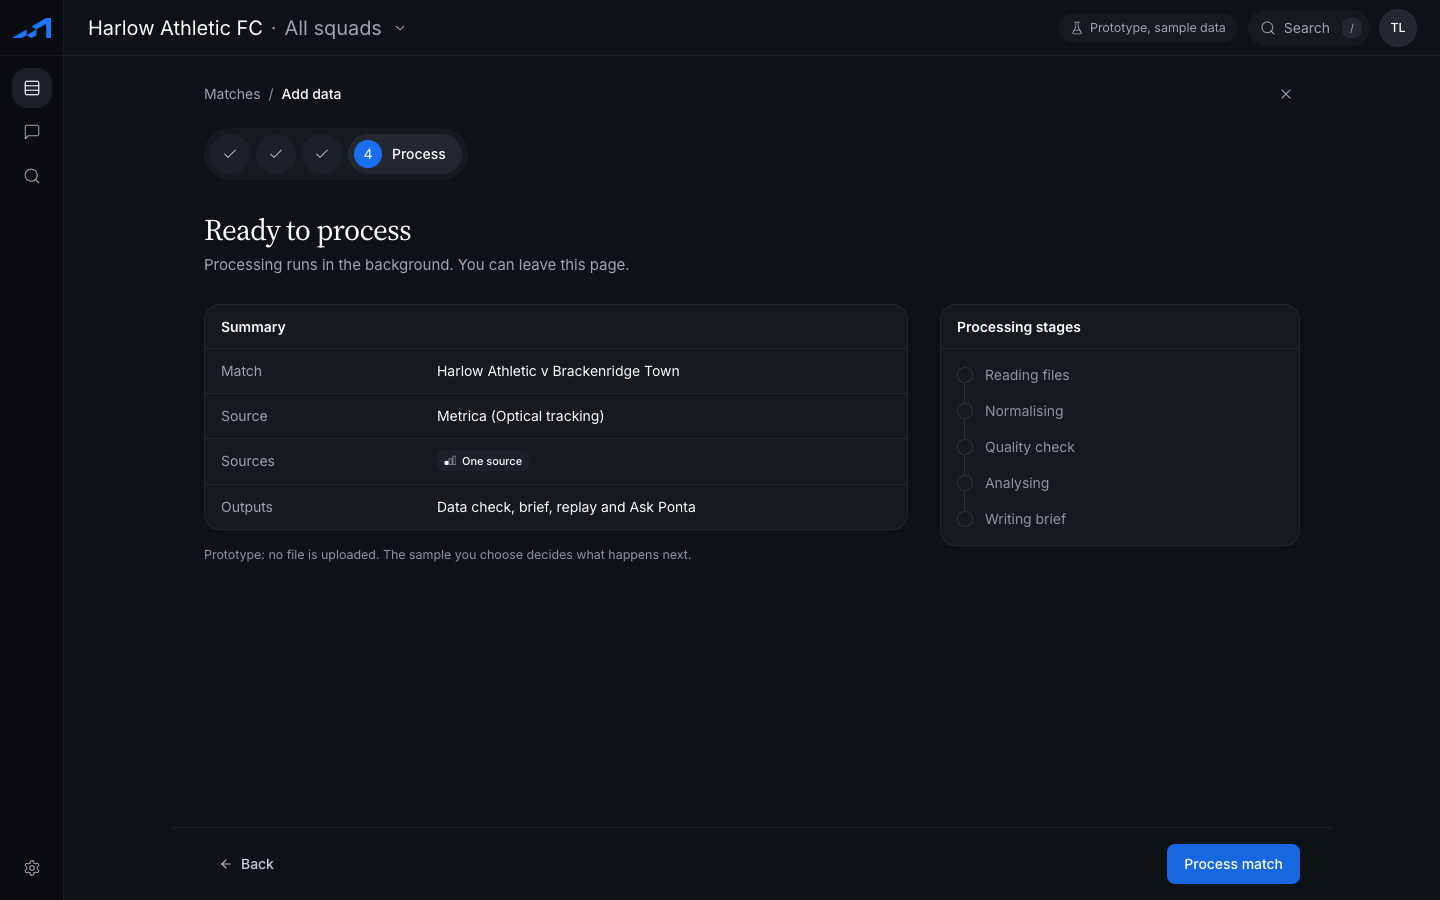 Harlow Athletic FC · All squads
Prototype, sample data
Search /
TL
Matches / Add data
4 Process
Ready to process
Processing runs in the background. You can leave this page.
Summary
Match Harlow Athletic v Brackenridge Town
Source Metrica (Optical tracking)
Sources One source
Outputs Data check, brief, replay and Ask Ponta
Prototype: no file is uploaded. The sample you choose decides what happens next.
Processing stages
Reading files
Normalising
Quality check
Analysing
Writing brief
Back
Process match